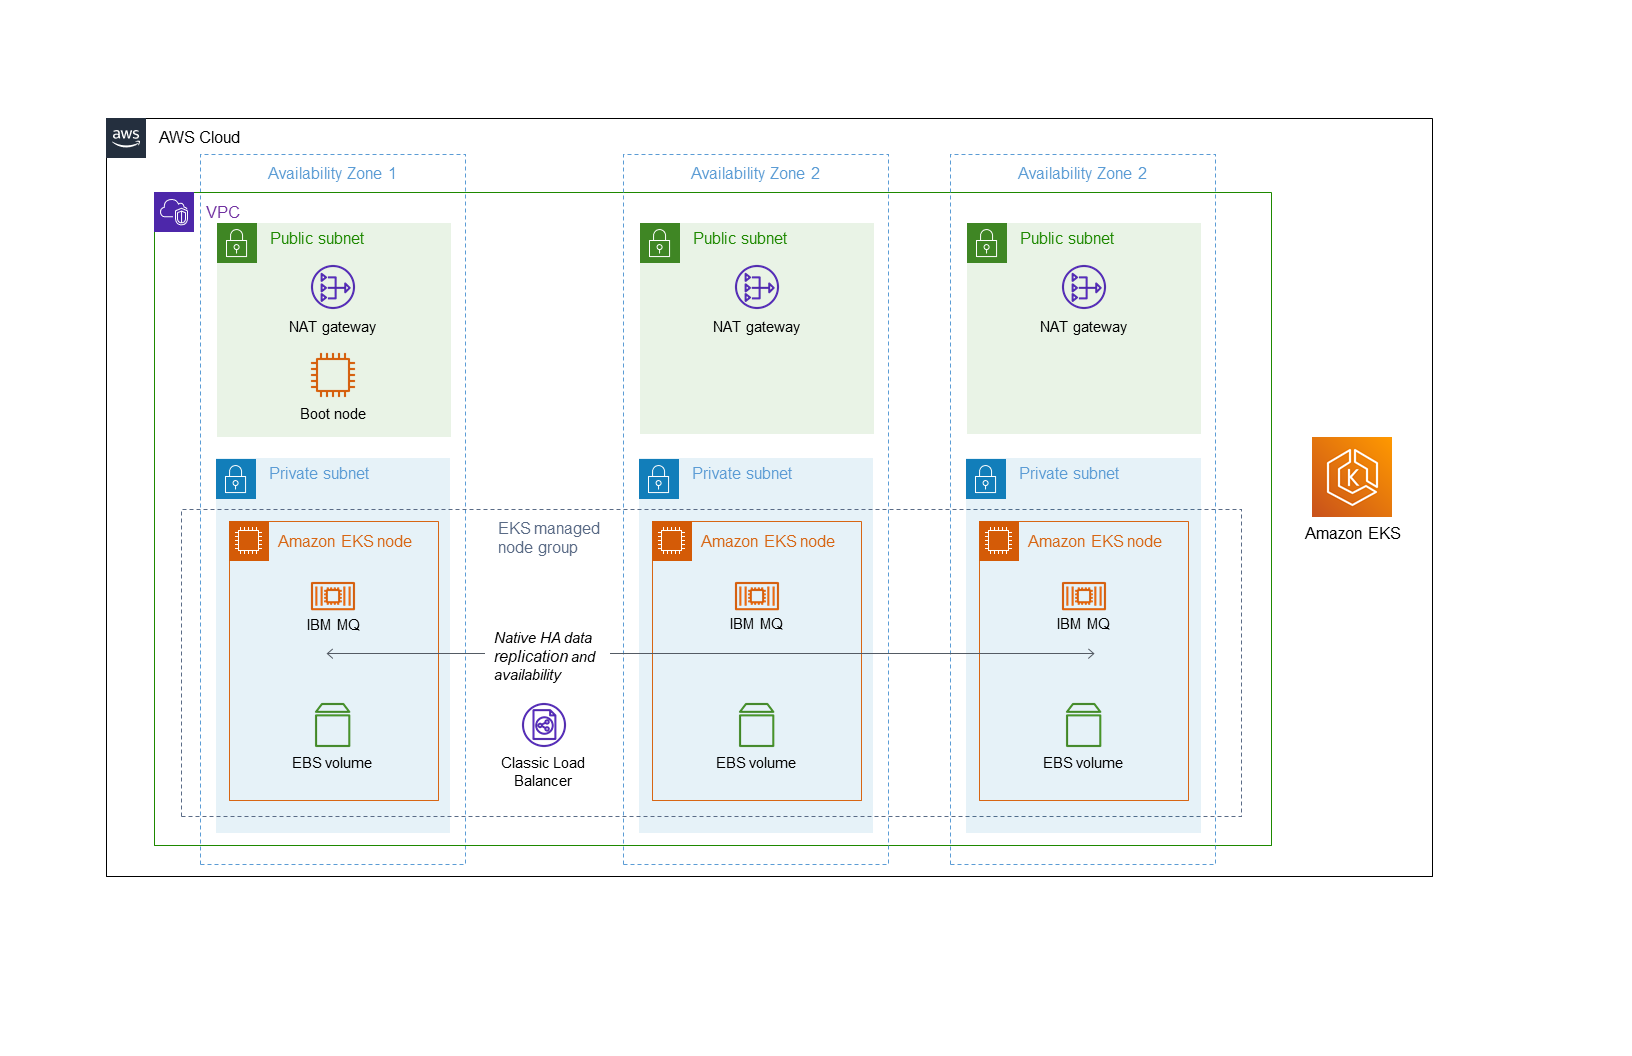 aws
AWS Cloud
Availability Zone 1
Availability Zone 2
Availability Zone 2
VPC
Public subnet
Public subnet
Public subnet
NAT gateway
NAT gateway
NAT gateway
Boot node
Private subnet
Private subnet
Private subnet
EKS managed
node group
Amazon EKS node
Amazon EKS node
Amazon EKS node
K
Amazon EKS
IBM MQ
IBM MQ
IBM MQ
Native HA data
replication and
availability
EBS volume
Classic Load
Balancer
EBS volume
EBS volume